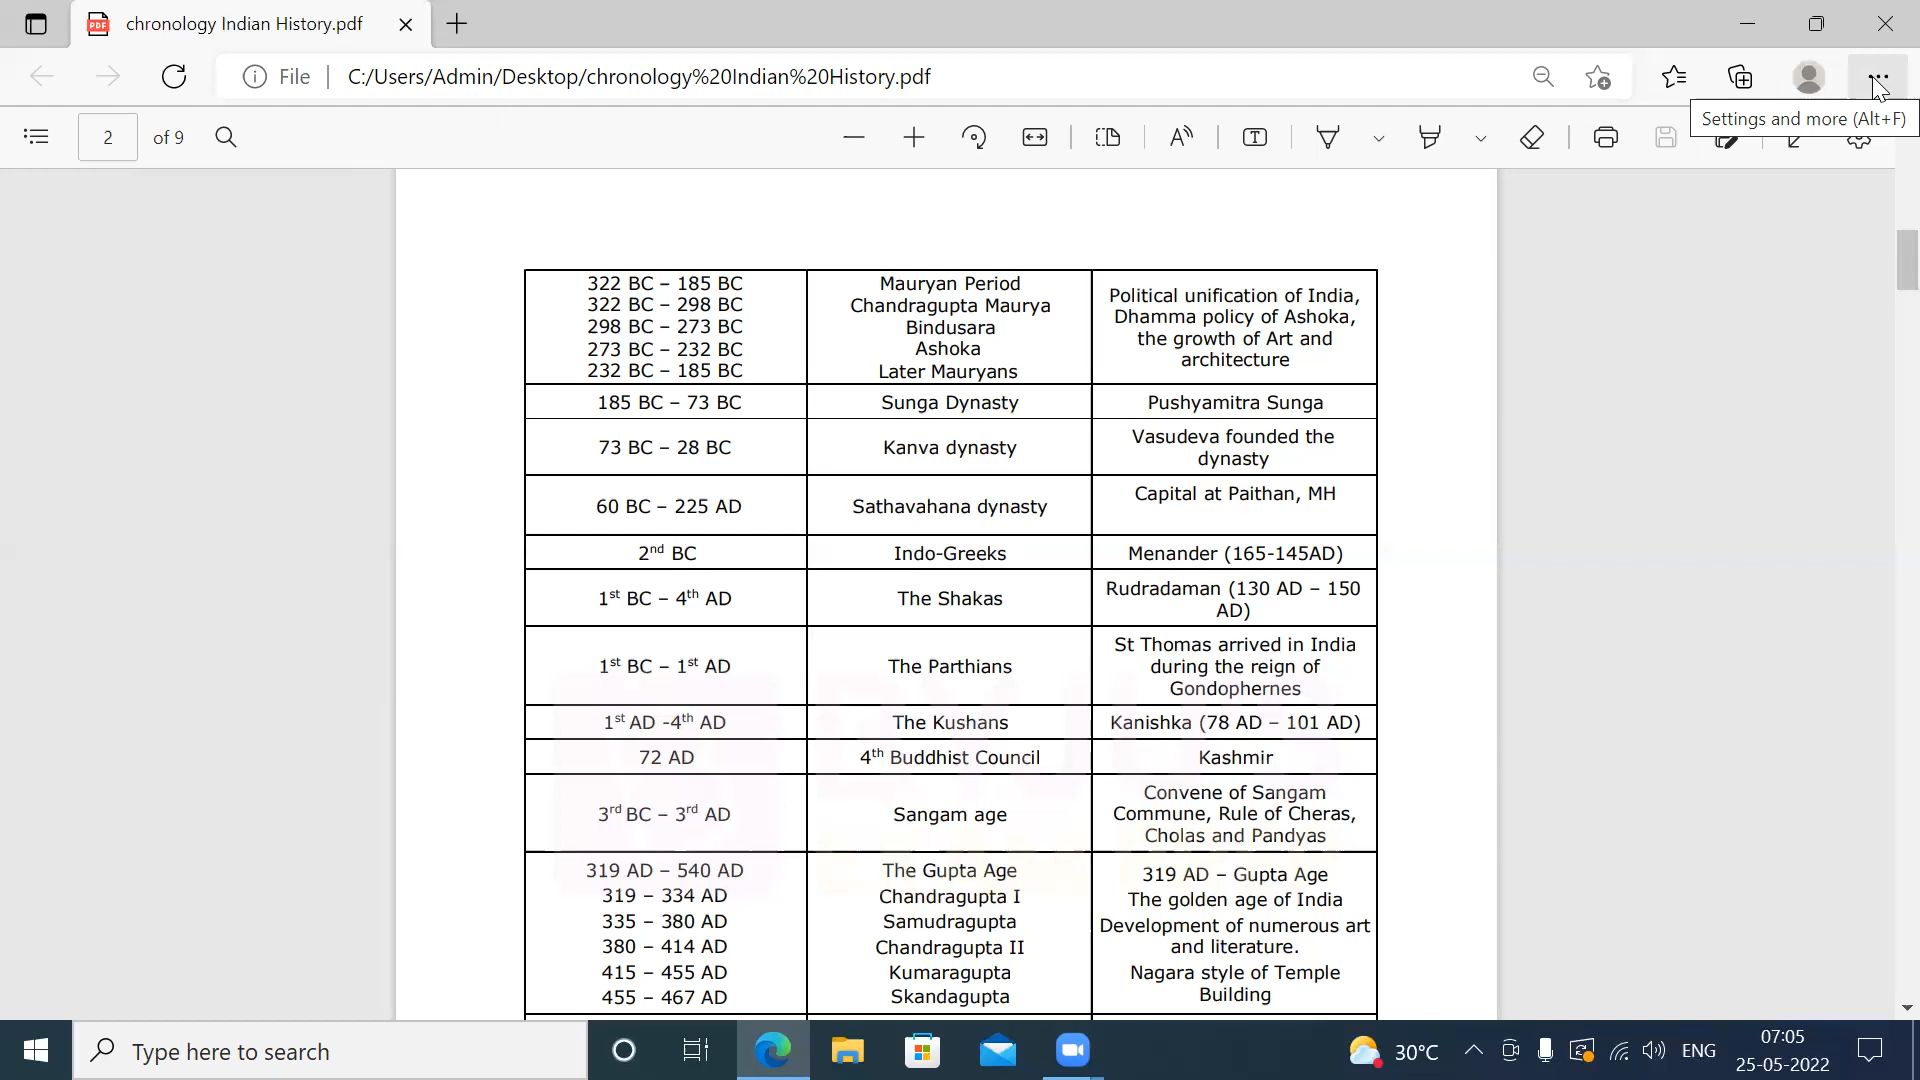 chronology Indian History.pdf
File
C:/Users/Admin/Desktop/chronology%20Indian%20History.pdf
Settings and more (Alt+F)
2 of 9
322 BC – 185 BC
322 BC – 298 BC
298 BC – 273 BC
273 BC – 232 BC
232 BC – 185 BC
Mauryan Period
Chandragupta Maurya
Bindusara
Ashoka
Later Mauryans
Political unification of India,
Dhamma policy of Ashoka,
the growth of Art and
architecture
185 BC – 73 BC
Sunga Dynasty
Pushyamitra Sunga
73 BC – 28 BC
Kanva dynasty
Vasudeva founded the
dynasty
60 BC – 225 AD
Sathavahana dynasty
Capital at Paithan, MH
2nd BC
Indo-Greeks
Menander (165-145AD)
1st BC – 4th AD
The Shakas
Rudradaman (130 AD – 150
AD)
1st BC – 1st AD
The Parthians
St Thomas arrived in India
during the reign of
Gondophernes
1st AD -4th AD
The Kushans
Kanishka (78 AD – 101 AD)
72 AD
4th Buddhist Council
Kashmir
3rd BC – 3rd AD
Sangam age
Convene of Sangam
Commune, Rule of Cheras,
Cholas and Pandyas
319 AD – 540 AD
319 – 334 AD
335 – 380 AD
380 – 414 AD
415 – 455 AD
455 – 467 AD
The Gupta Age
Chandragupta I
Samudragupta
Chandragupta II
Kumaragupta
Skandagupta
319 AD – Gupta Age
The golden age of India
Development of numerous art
and literature.
Nagara style of Temple
Building
Type here to search
30°C
ENG
07:05
25-05-2022